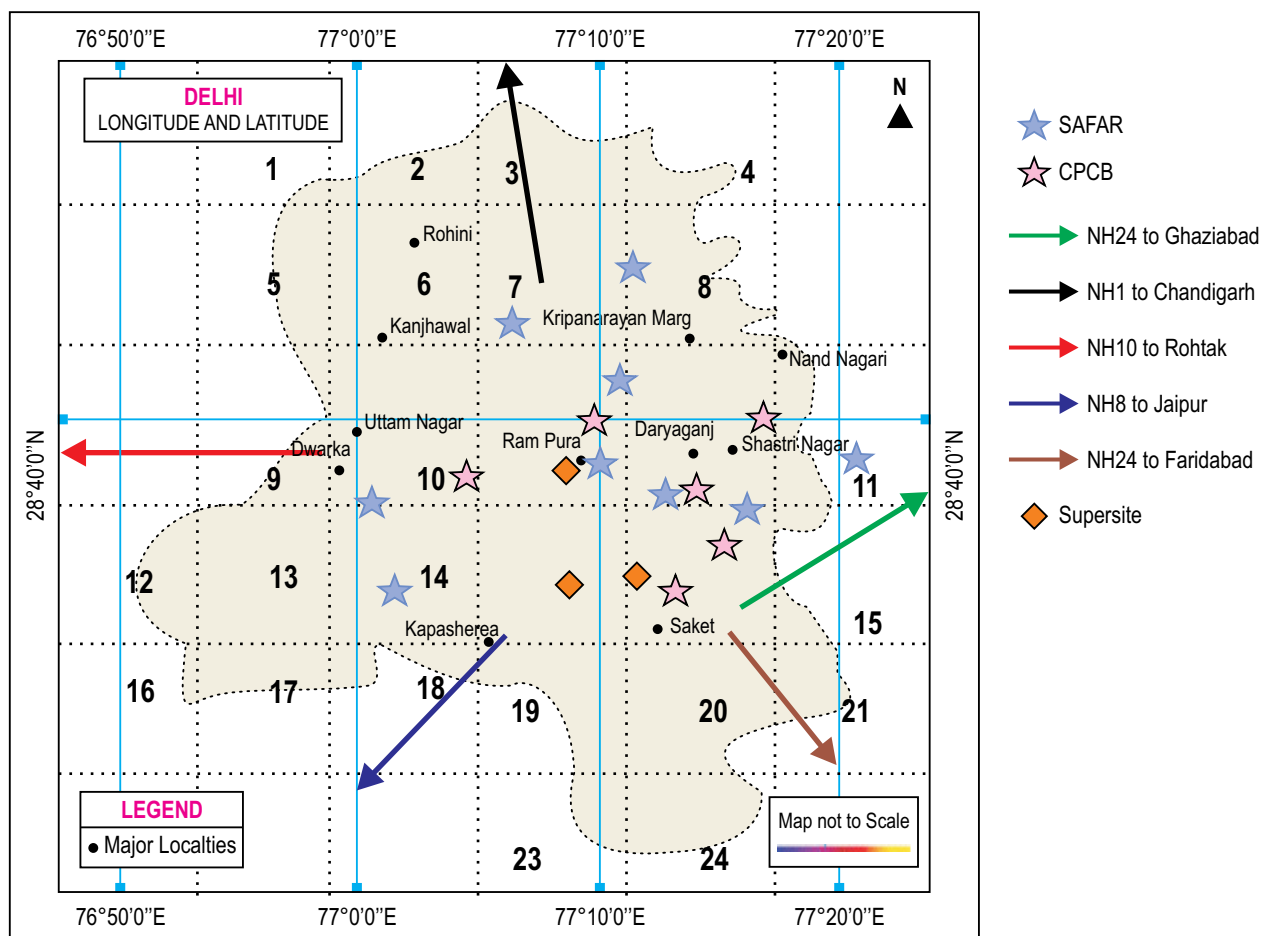 76°50'0''E 77°0'0''E 77°10'0''E 77°20'0''E
DELHI
LONGITUDE AND LATITUDE
N
1 2 3 4
Rohini
5 6 7 8
Kanjhawal
Kripanarayan Marg
Nand Nagari
Uttam Nagar
Dwarka
Ram Pura
Daryaganj
Shastri Nagar
9 10 11
28°40'0''N
28°40'0''N
12 13 14 15
Kapasherea
Saket
16 17 18 19 20 21
LEGEND
Major Localties
Map not to Scale
23 24
76°50'0''E 77°0'0''E 77°10'0''E 77°20'0''E
SAFAR
CPCB
NH24 to Ghaziabad
NH1 to Chandigarh
NH10 to Rohtak
NH8 to Jaipur
NH24 to Faridabad
Supersite